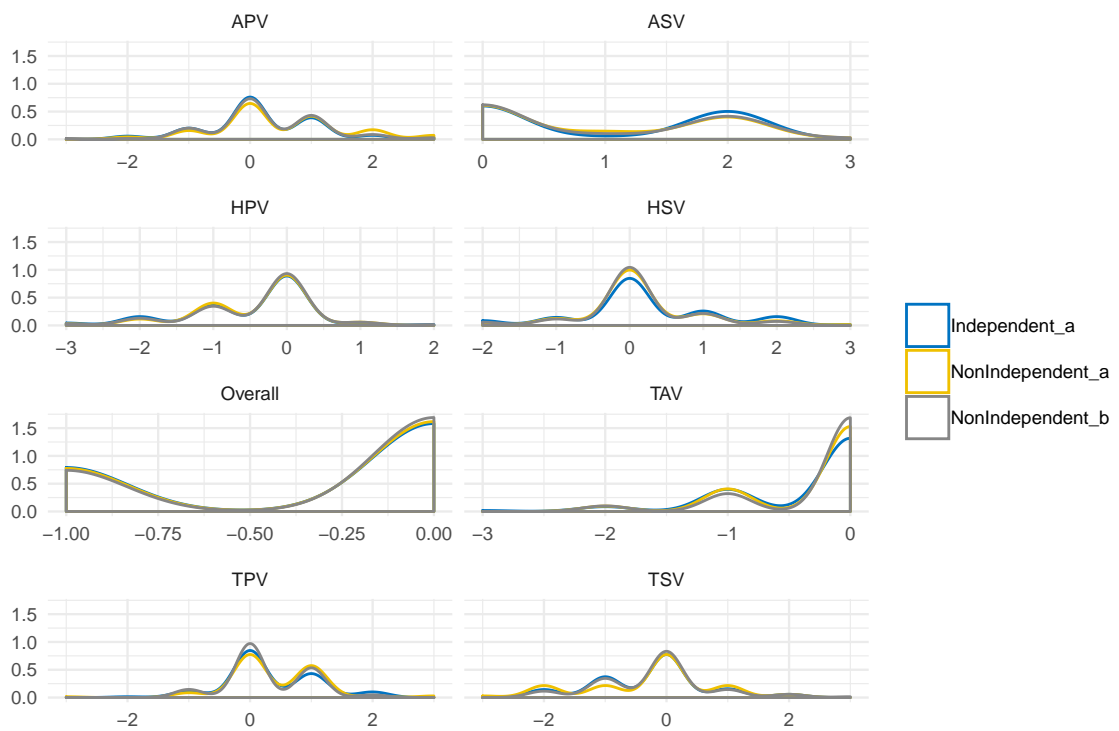 APV ASV
1.5
1.0
0.5
0.0
−2 0 2 0 1 2 3
HPV HSV
1.5
1.0
0.5
0.0
−3 −2 −1 0 1 2 −2 −1 0 1 2 3
Overall TAV
1.5
1.0
0.5
0.0
−1.00 −0.75 −0.50 −0.25 0.00 −3 −2 −1 0
TPV TSV
1.5
1.0
0.5
0.0
−2 0 2 −2 0 2
Independent_a
NonIndependent_a
NonIndependent_b